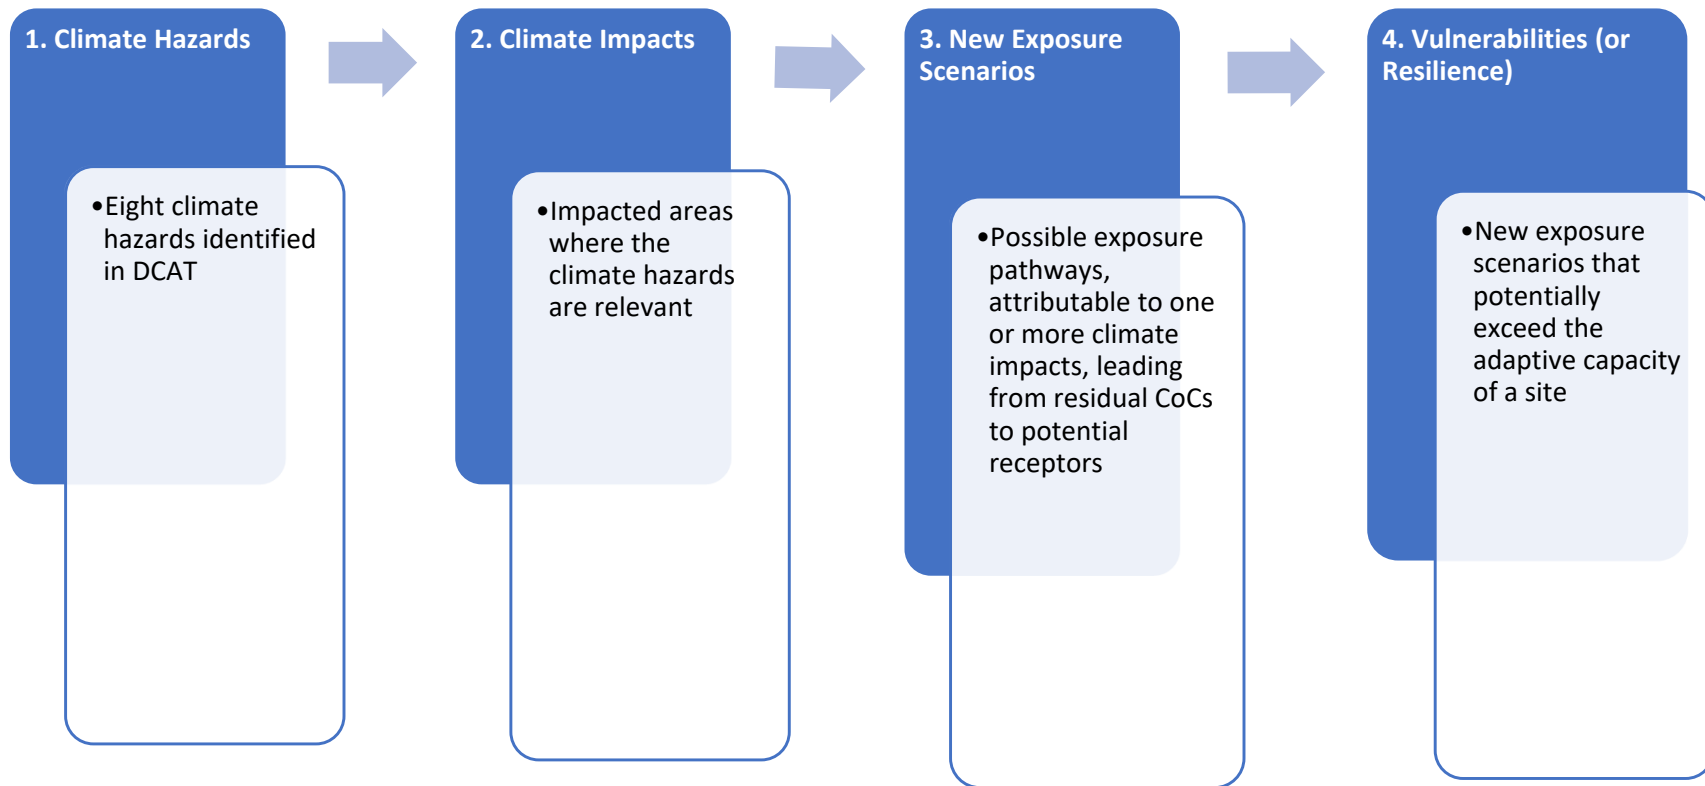 1. Climate Hazards
•Eight climate
hazards identified
in DCAT
2. Climate Impacts
•Impacted areas
where the
climate hazards
are relevant
3. New Exposure
Scenarios
•Possible exposure
pathways,
attributable to one
or more climate
impacts, leading
from residual CoCs
to potential
receptors
4. Vulnerabilities (or
Resilience)
•New exposure
scenarios that
potentially
exceed the
adaptive capacity
of a site